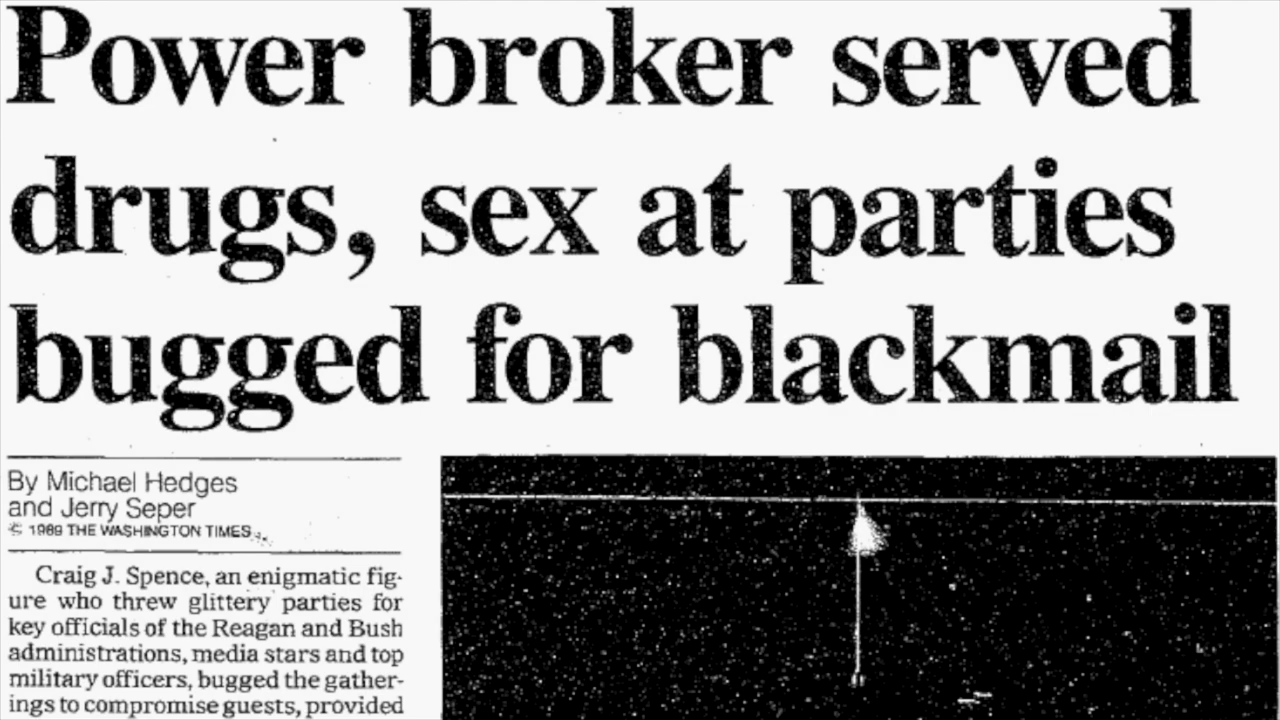 Power broker served
drugs, sex at parties
bugged for blackmail
By Michael Hedges
and Jerry Seper
© 1989 THE WASHINGTON TIMES
Craig J. Spence, an enigmatic fig-
ure who threw glittery parties for
key officials of the Reagan and Bush
administrations, media stars and top
military officers, bugged the gather-
ings to compromise guests, provided